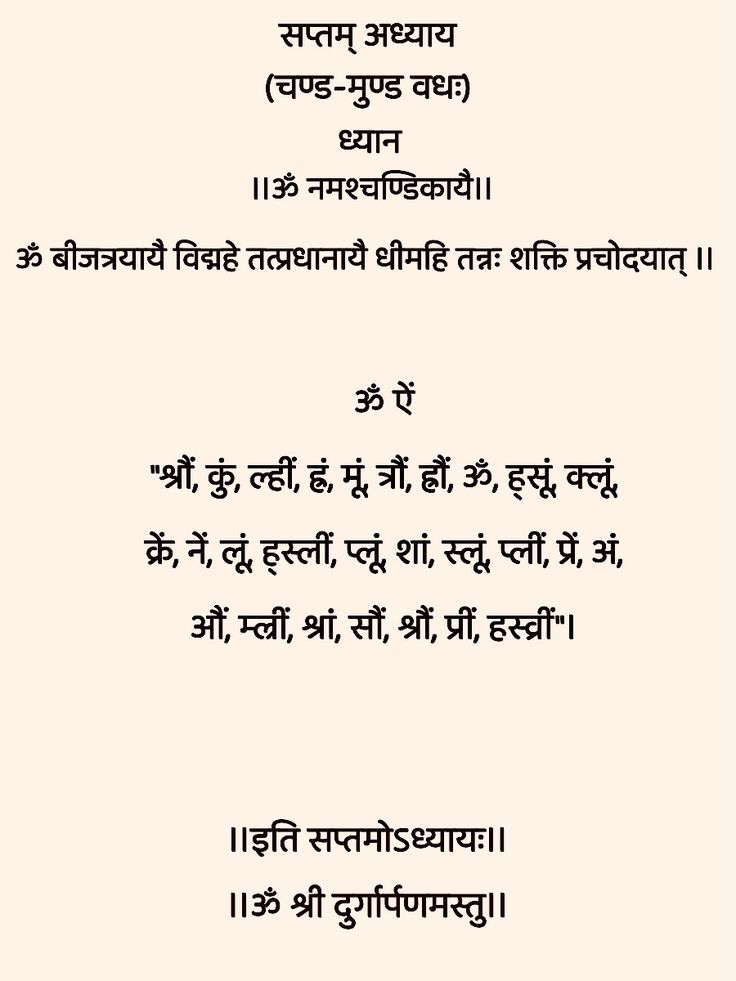 सप्तम् अध्याय
(चण्ड-मुण्ड वधः)
ध्यान
।।ॐ नमश्चण्डिकायै।।
ॐ बीजत्रयायै विद्महे तत्प्रधानायै धीमहि तन्नः शक्ति प्रचोदयात् ।।
ॐ ऐं
"श्रौं, कुं, ल्हीं, ह्रं, मूं, त्रौं, ह्रौं, ॐ, ह्सूं, क्लूं,
क्रें, नें, लूं, ह्स्लीं, प्लूं, शां, स्लूं, प्लीं, प्रें, अं,
औं, म्ल्रीं, श्रां, सौं, श्रौं, प्रीं, हस्व्रीं"।
।।इति सप्तमोऽध्यायः।।
।।ॐ श्री दुर्गार्पणमस्तु।।